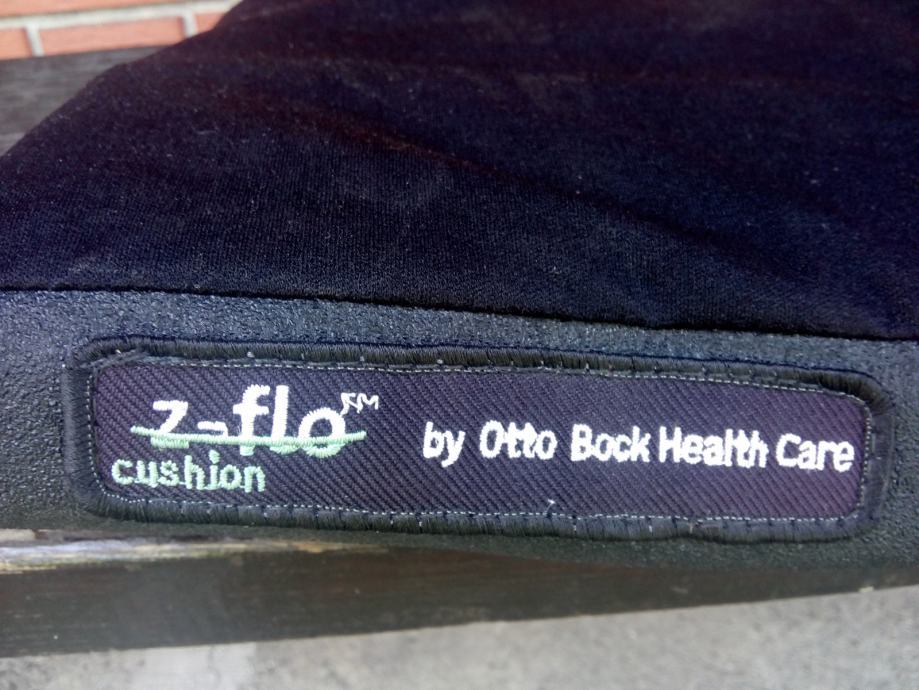 z-flo™ by Otto Bock Health Care
cushion